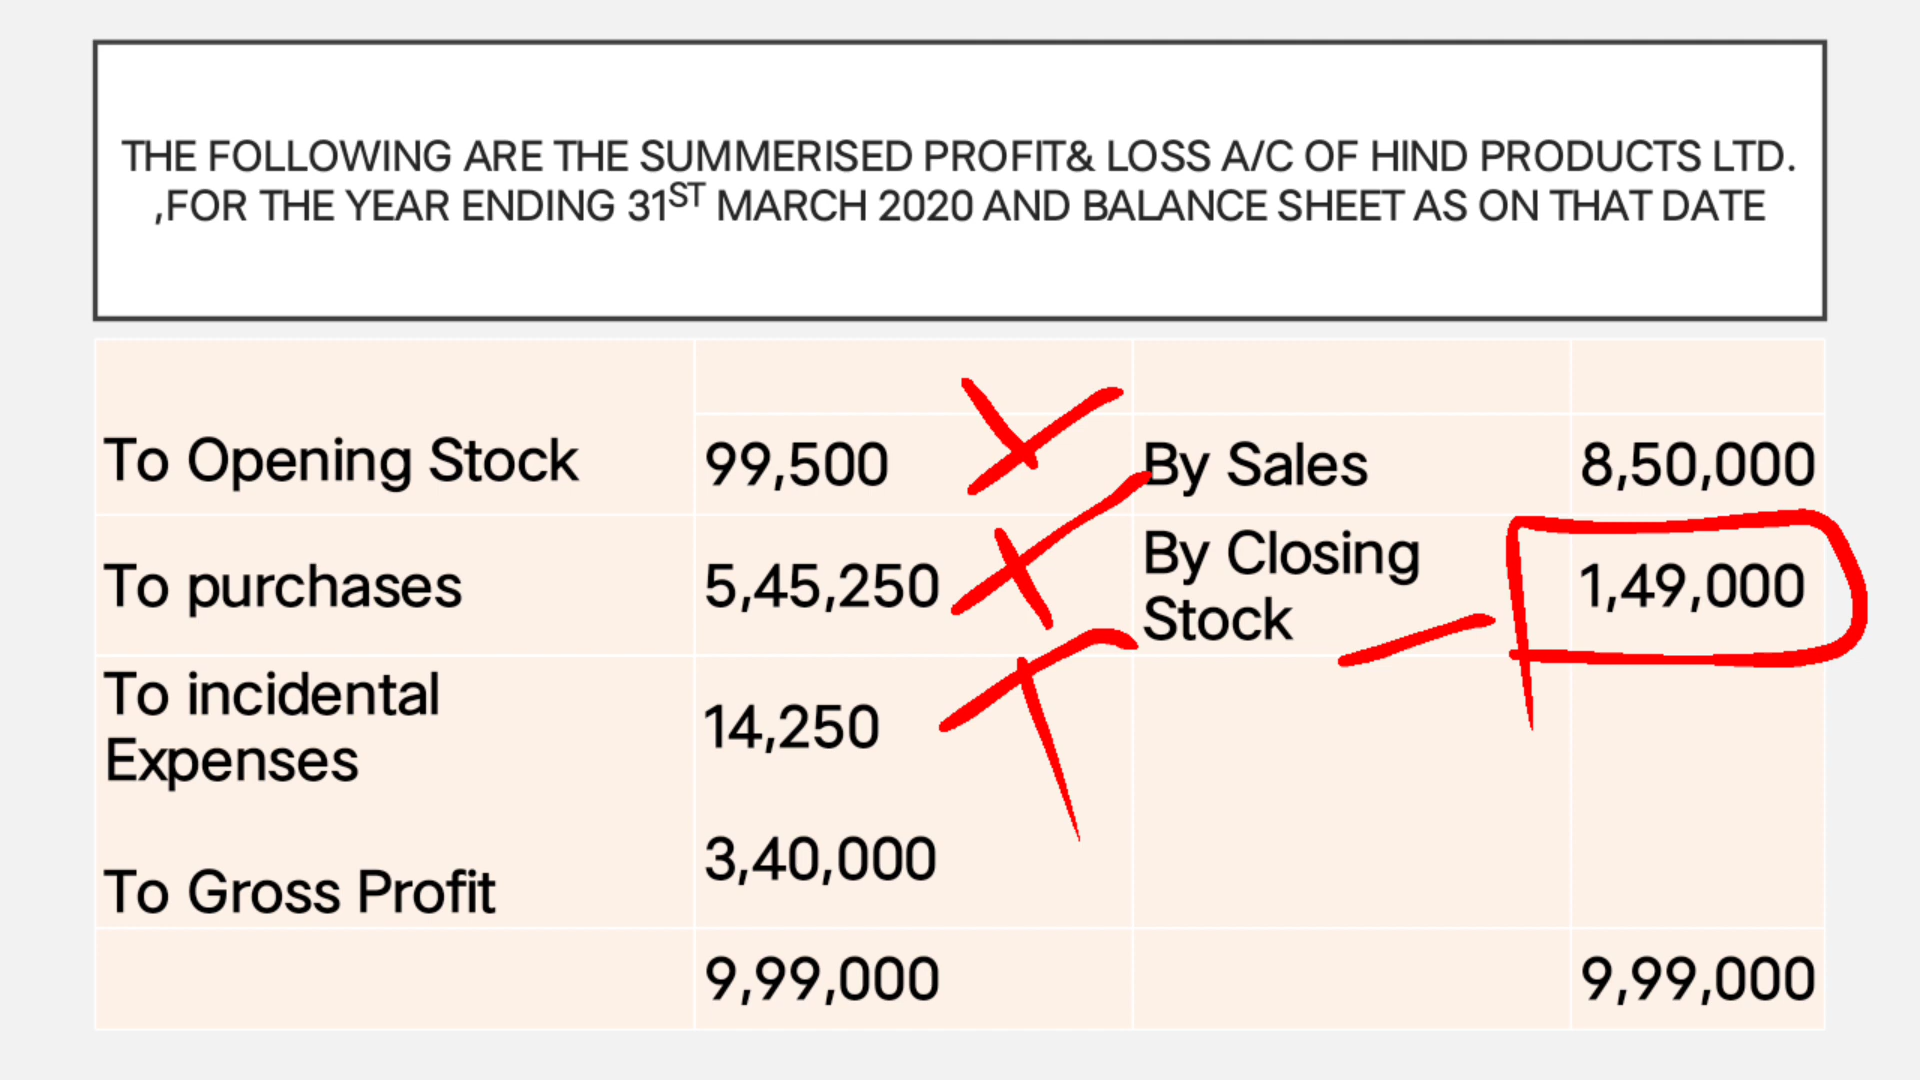 THE FOLLOWING ARE THE SUMMERISED PROFIT& LOSS A/C OF HIND PRODUCTS LTD.
,FOR THE YEAR ENDING 31ST MARCH 2020 AND BALANCE SHEET AS ON THAT DATE
To Opening Stock 99,500 By Sales 8,50,000
To purchases 5,45,250 By Closing Stock 1,49,000
To incidental Expenses 14,250
To Gross Profit 3,40,000
9,99,000 9,99,000